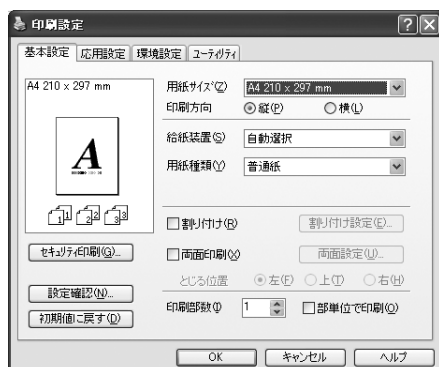 印刷設定
基本設定 応用設定 環境設定 ユーティリティ
A4 210 x 297 mm
用紙サイズ(Z) A4 210 x 297 mm
印刷方向 縦(P) 横(L)
給紙装置(S) 自動選択
用紙種類(Y) 普通紙
A
1 1 2 2 3 3
割り付け(R) 割り付け設定(E)...
セキュリティ印刷(G)... 両面印刷(X) 両面設定(U)...
とじる位置 左(F) 上(T) 右(H)
設定確認(N)...
印刷部数(I) 1 部単位で印刷(O)
初期値に戻す(D)
OK キャンセル ヘルプ